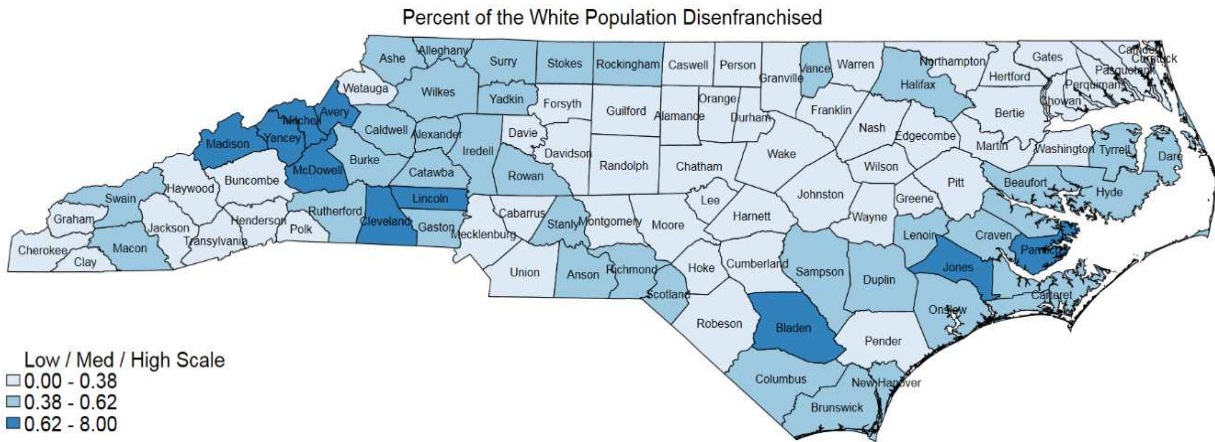 Percent of the White Population Disenfranchised
Ashe
Alleghany
Surry
Stokes
Rockingham
Caswell
Person
Granville
Vance
Warren
Northampton
Gates
Camden
Currituck
Pasquotank
Perquimans
Chowan
Hertford
Halifax
Watauga
Wilkes
Yadkin
Forsyth
Guilford
Alamance
Orange
Durham
Franklin
Nash
Edgecombe
Bertie
Martin
Washington
Tyrrell
Dare
Avery
Mitchell
Yancey
Madison
McDowell
Caldwell
Alexander
Burke
Catawba
Iredell
Davie
Rowan
Davidson
Randolph
Chatham
Wake
Johnston
Wilson
Greene
Pitt
Beaufort
Hyde
Swain
Haywood
Buncombe
Rutherford
Cleveland
Lincoln
Gaston
Graham
Cherokee
Clay
Macon
Jackson
Transylvania
Henderson
Polk
Mecklenburg
Cabarrus
Stanly
Montgomery
Moore
Lee
Harnett
Wayne
Lenoir
Craven
Pamlico
Jones
Carteret
Union
Anson
Richmond
Scotland
Hoke
Cumberland
Sampson
Duplin
Onslow
Robeson
Bladen
Pender
Columbus
New Hanover
Brunswick
Low / Med / High Scale
0.00 - 0.38
0.38 - 0.62
0.62 - 8.00